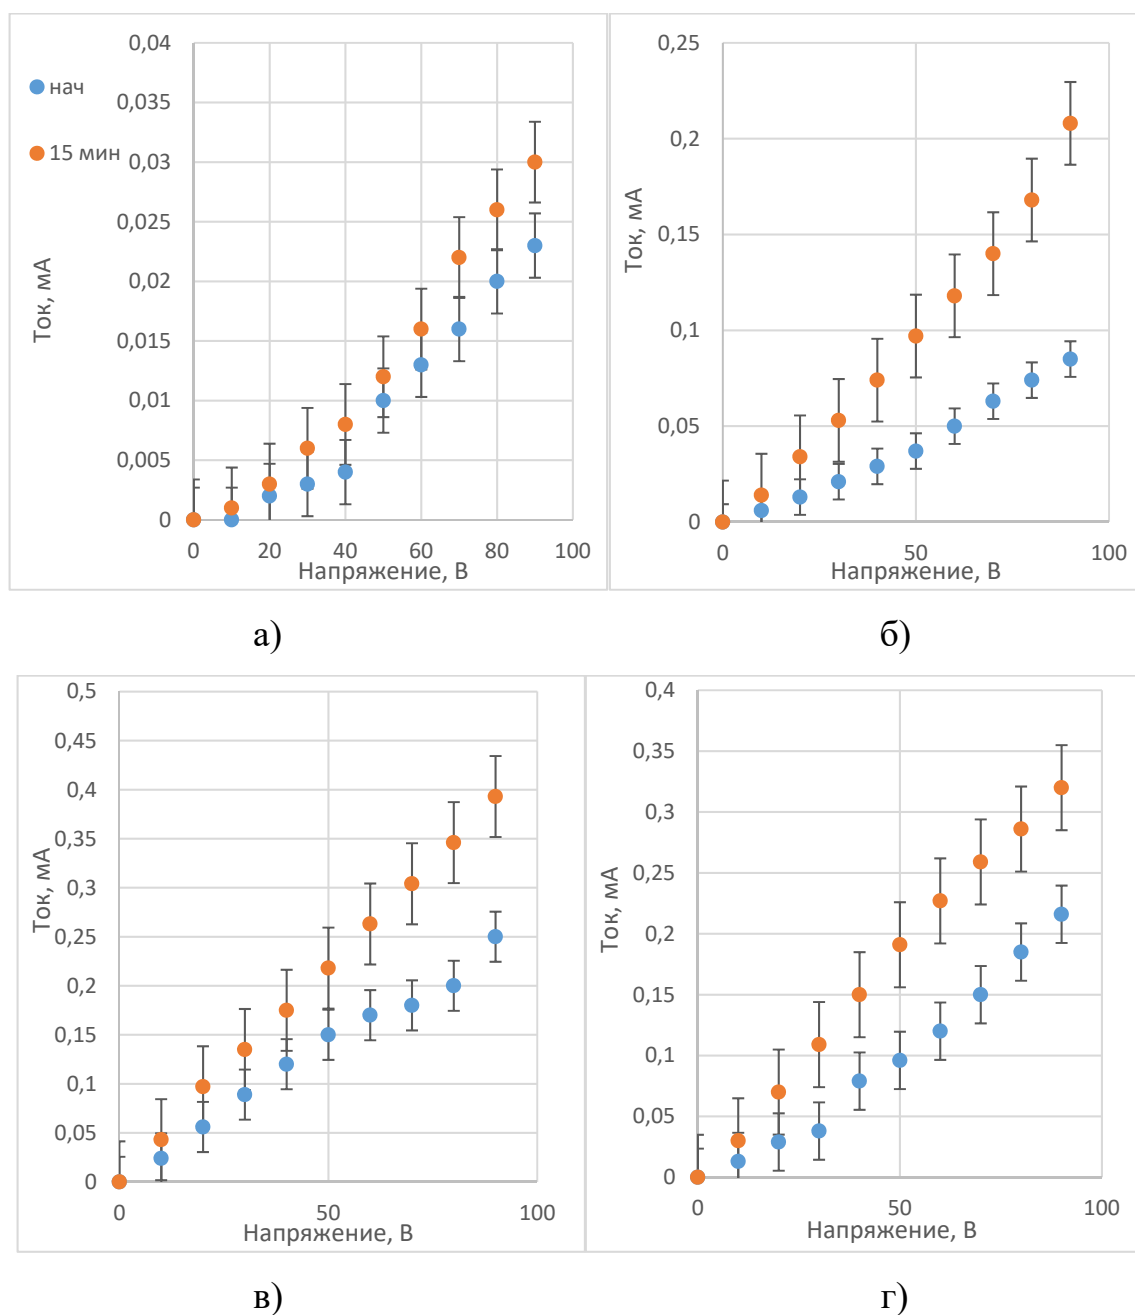 0,04
0,035
0,03
0,025
0,02
0,015
0,01
0,005
0
нач
15 мин
Ток, мА
0 20 40 60 80 100
Напряжение, В
а)
0,25
0,2
0,15
0,1
0,05
0
Ток, мА
0 50 100
Напряжение, В
б)
0,5
0,45
0,4
0,35
0,3
0,25
0,2
0,15
0,1
0,05
0
Ток, мА
0 50 100
Напряжение, В
в)
0,4
0,35
0,3
0,25
0,2
0,15
0,1
0,05
0
Ток, мА
0 50 100
Напряжение, В
г)